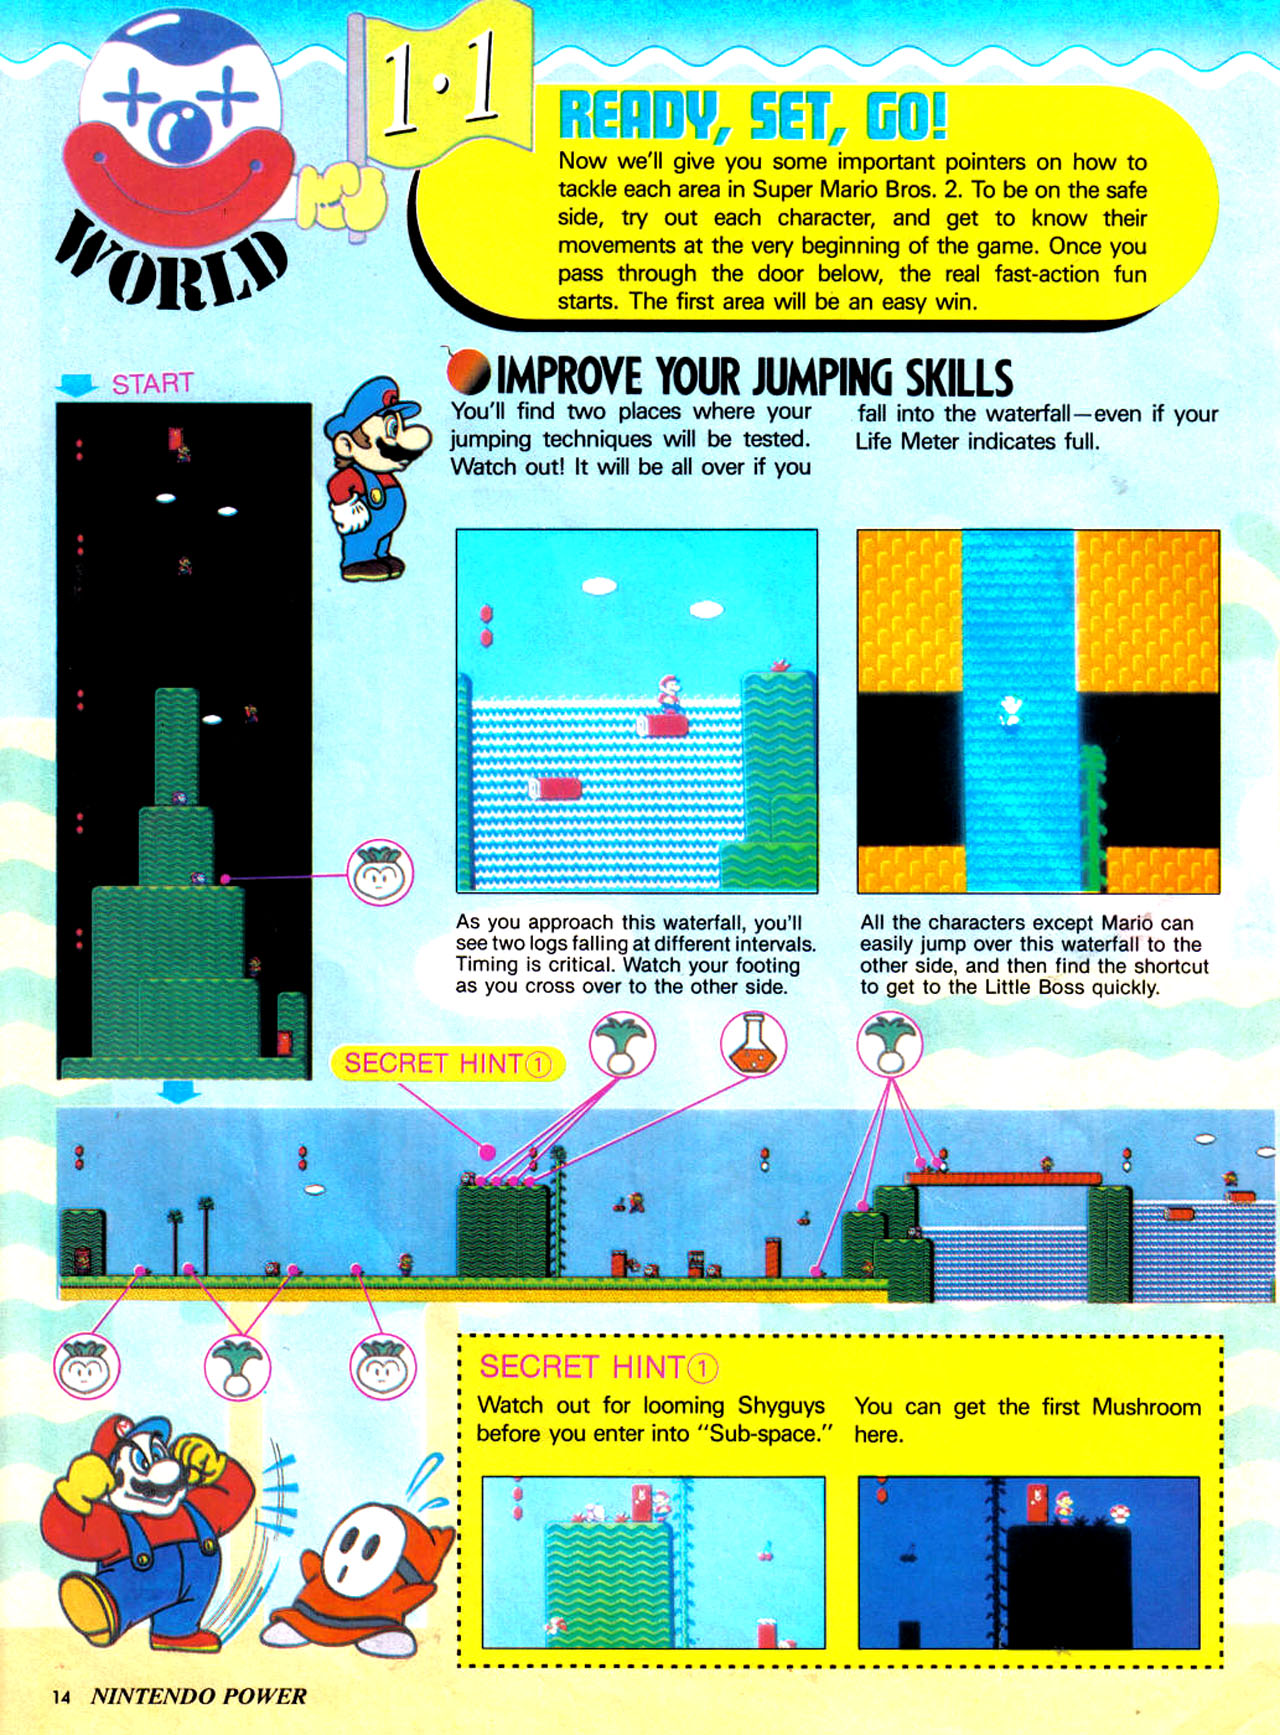 WORLD
1·1
READY, SET, GO!
Now we'll give you some important pointers on how to
tackle each area in Super Mario Bros. 2. To be on the safe
side, try out each character, and get to know their
movements at the very beginning of the game. Once you
pass through the door below, the real fast-action fun
starts. The first area will be an easy win.
START
IMPROVE YOUR JUMPING SKILLS
You'll find two places where your
jumping techniques will be tested.
Watch out! It will be all over if you
fall into the waterfall—even if your
Life Meter indicates full.
As you approach this waterfall, you'll
see two logs falling at different intervals.
Timing is critical. Watch your footing
as you cross over to the other side.
All the characters except Mario can
easily jump over this waterfall to the
other side, and then find the shortcut
to get to the Little Boss quickly.
SECRET HINT①
SECRET HINT①
Watch out for looming Shyguys
before you enter into "Sub-space."
You can get the first Mushroom
here.
14 NINTENDO POWER